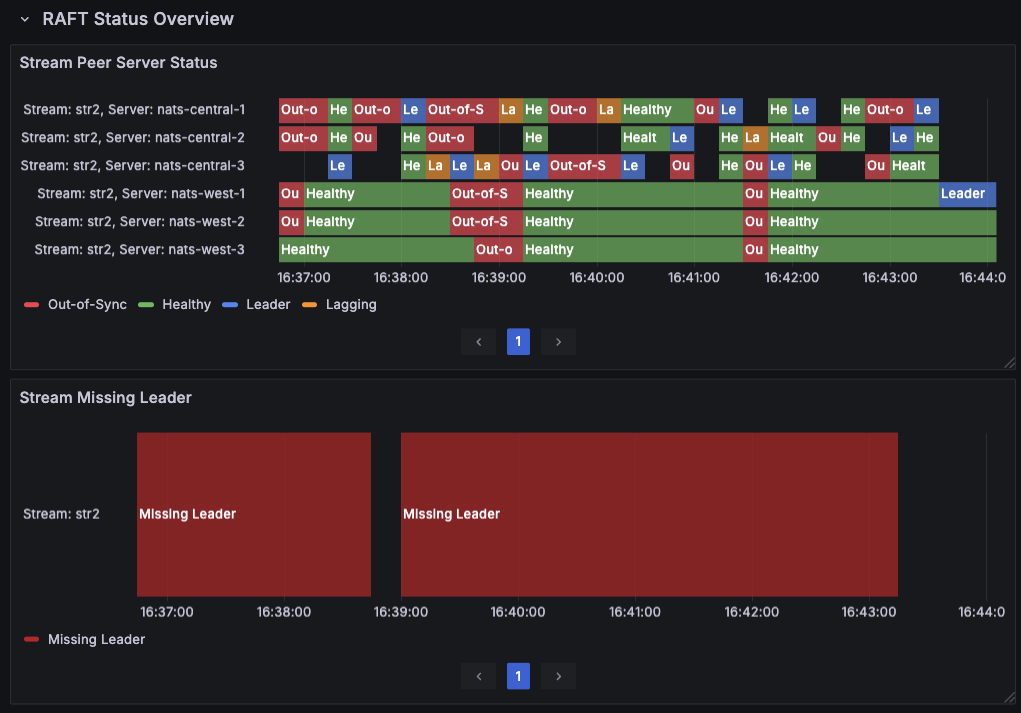 RAFT Status Overview
Stream Peer Server Status
Stream: str2, Server: nats-central-1 Out-o He Out-o Le Out-of-S La He Out-o La Healthy Ou Le He Le He Out-o Le
Stream: str2, Server: nats-central-2 Out-o He Ou He Out-o He Healt Le He La Healt Ou He Le He
Stream: str2, Server: nats-central-3 Le He La Le La Ou Le Out-of-S Le Ou He Ou Le He Ou Healt
Stream: str2, Server: nats-west-1 Ou Healthy Out-of-S Healthy Ou Healthy Leader
Stream: str2, Server: nats-west-2 Ou Healthy Out-of-S Healthy Ou Healthy
Stream: str2, Server: nats-west-3 Healthy Out-o Healthy Ou Healthy
16:37:00 16:38:00 16:39:00 16:40:00 16:41:00 16:42:00 16:43:00 16:44:0
Out-of-Sync Healthy Leader Lagging
1
Stream Missing Leader
Stream: str2 Missing Leader Missing Leader
16:37:00 16:38:00 16:39:00 16:40:00 16:41:00 16:42:00 16:43:00 16:44:0
Missing Leader
1